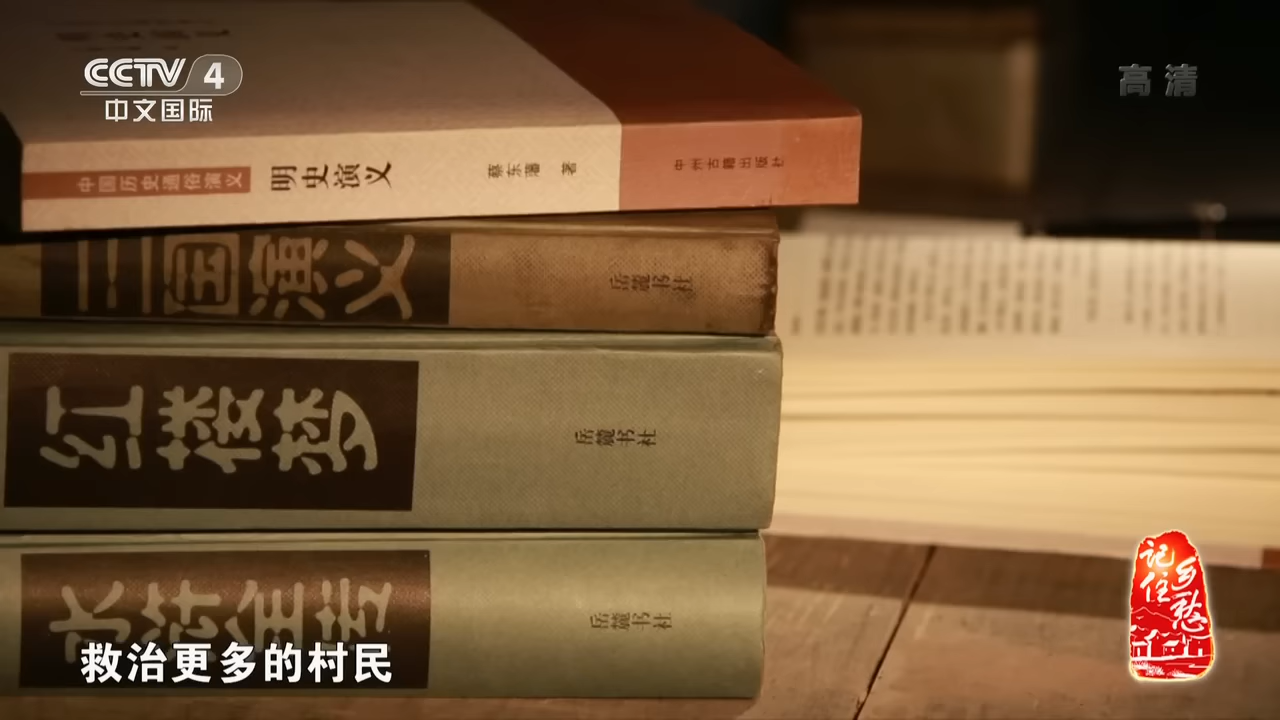 CCTV 4
中文国际
高清
中国历史通俗演义 明史演义 蔡东藩 著 中州古籍出版社
三国演义 岳麓书社
红楼梦 岳麓书社
水浒全传 岳麓书社
救治更多的村民
记住乡愁